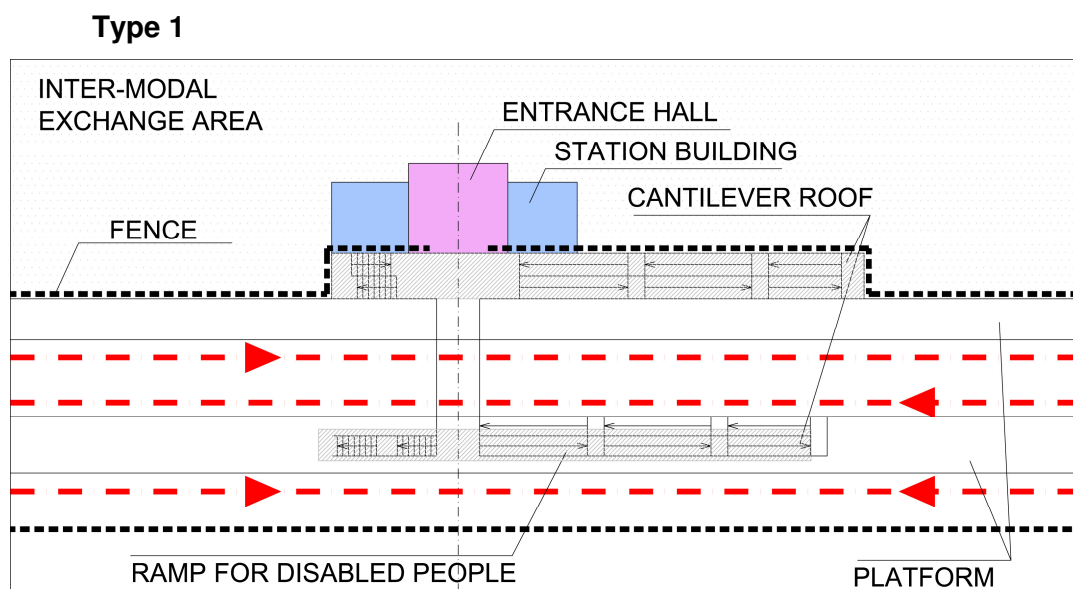 Type 1
INTER-MODAL
EXCHANGE AREA
ENTRANCE HALL
STATION BUILDING
CANTILEVER ROOF
FENCE
RAMP FOR DISABLED PEOPLE
PLATFORM